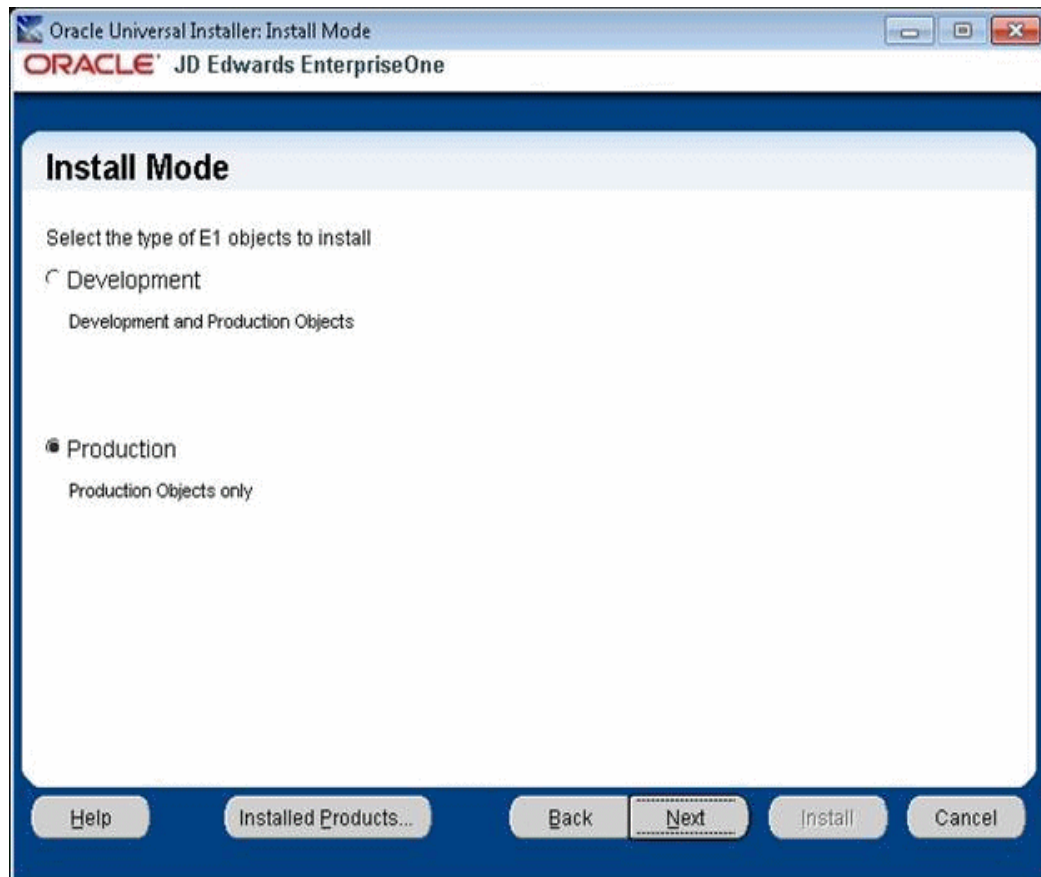 Oracle Universal Installer: Install Mode
ORACLE' JD Edwards EnterpriseOne
Install Mode
Select the type of E1 objects to install
Development
Development and Production Objects
Production
Production Objects only
Help Installed Products... Back Next Install Cancel